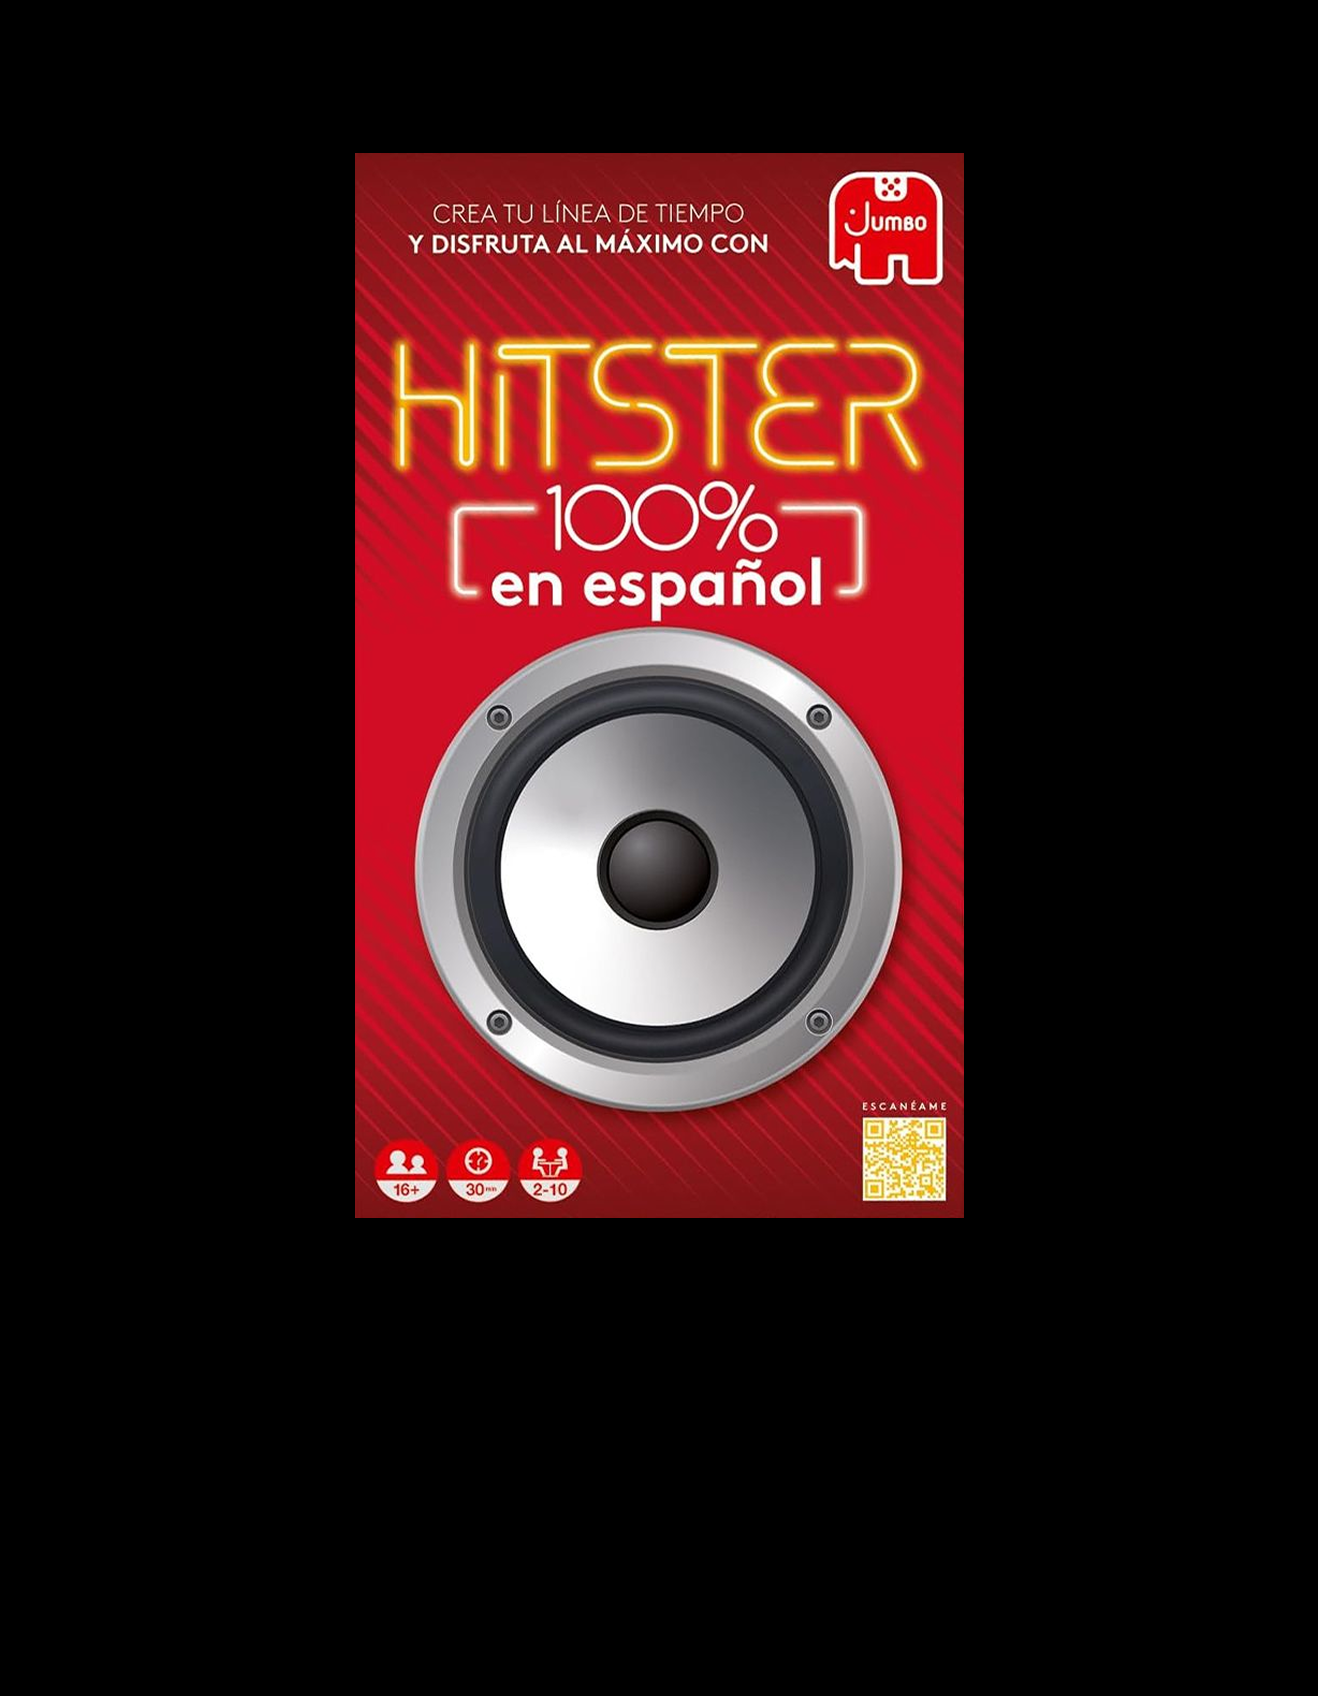 CREA TU LÍNEA DE TIEMPO
Y DISFRUTA AL MÁXIMO CON
JUMBO
HITSTER
100%
en español
ESCANÉAME
16+
30 min
2-10